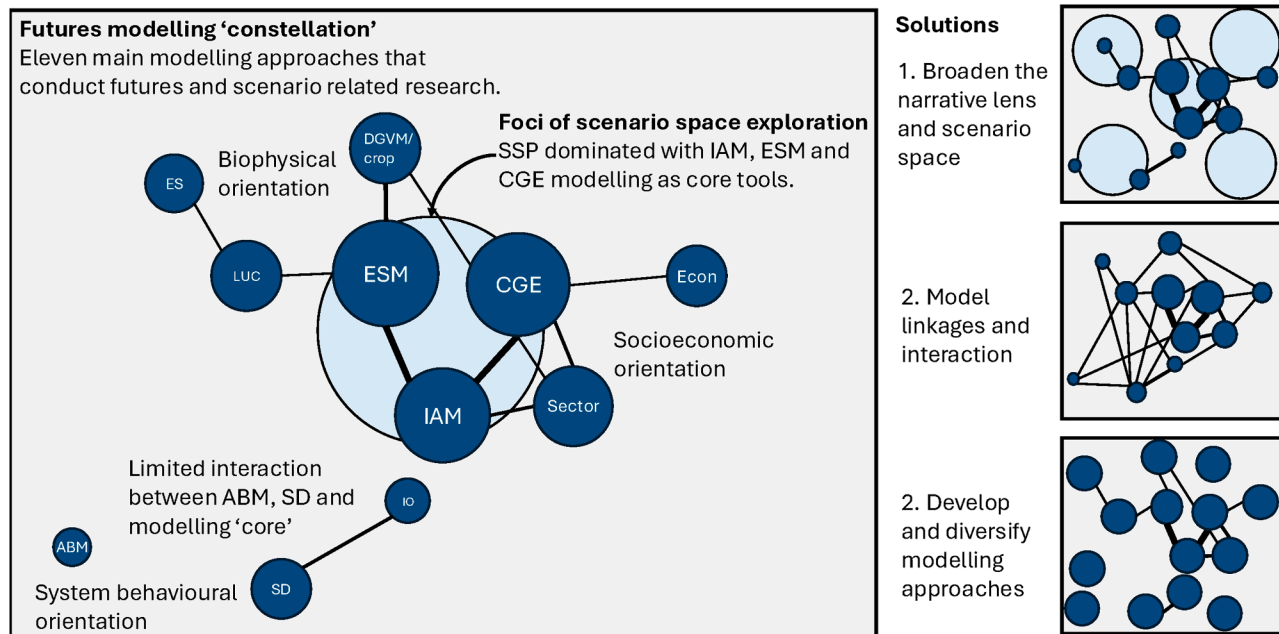 Futures modelling ‘constellation’
Eleven main modelling approaches that
conduct futures and scenario related research.
Foci of scenario space exploration
SSP dominated with IAM, ESM and
CGE modelling as core tools.
Biophysical
orientation
DGVM/
crop
ES
LUC
ESM
CGE
Econ
Socioeconomic
orientation
IAM
Sector
Limited interaction
between ABM, SD and
modelling ‘core’
IO
ABM
SD
System behavioural
orientation
Solutions
1. Broaden the
narrative lens
and scenario
space
2. Model
linkages and
interaction
2. Develop
and diversify
modelling
approaches